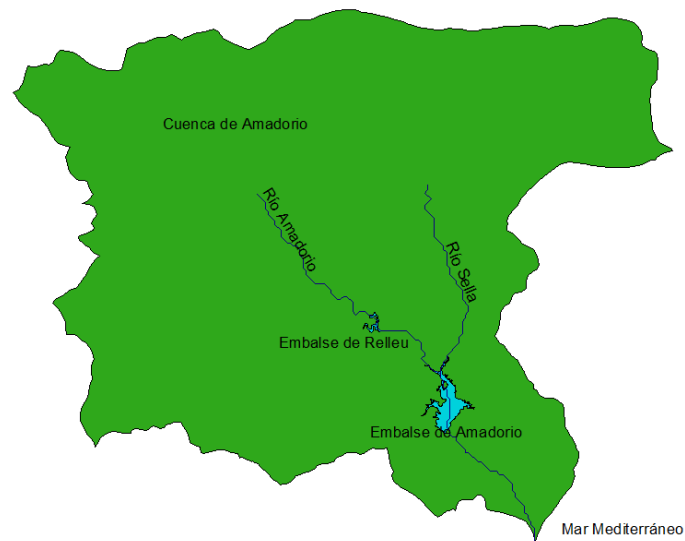 Cuenca de Amadorio
Río Amadorio
Río Sella
Embalse de Relleu
Embalse de Amadorio
Mar Mediterráneo